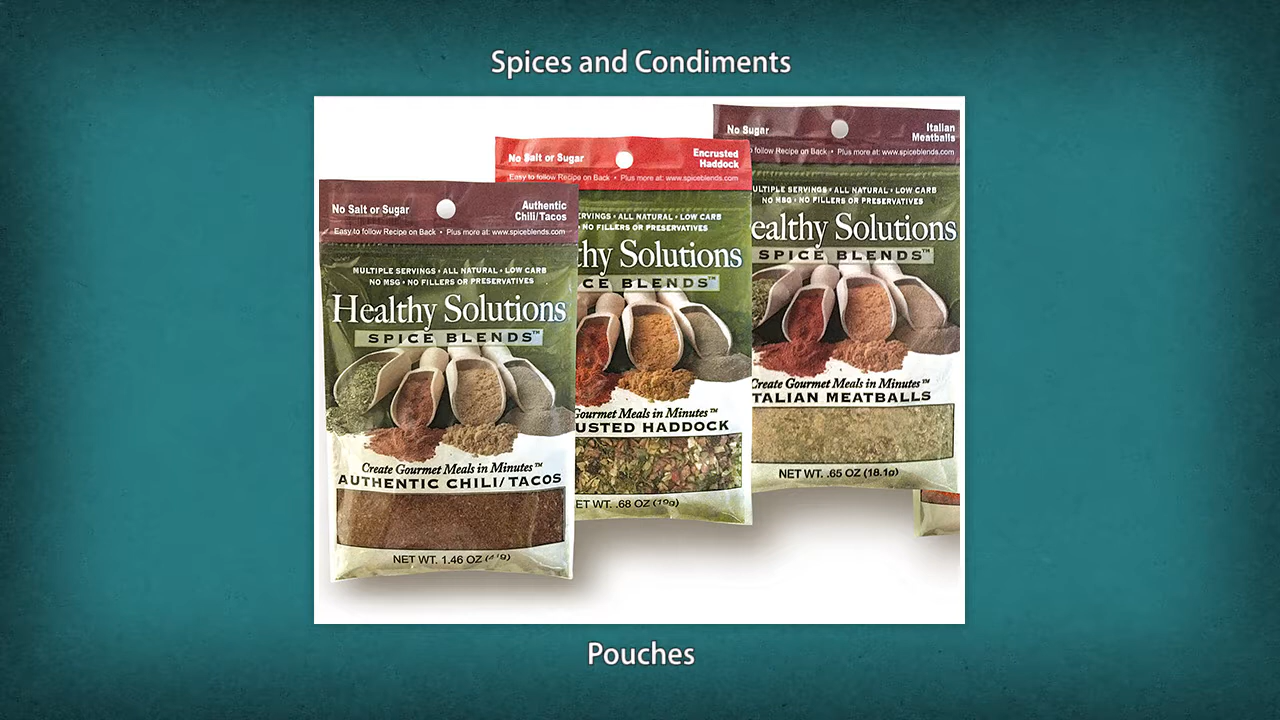 Spices and Condiments
No Salt or Sugar
Authentic
Chili/Tacos
Easy to follow Recipe on Back • Plus more at: www.spiceblends.com
MULTIPLE SERVINGS • ALL NATURAL • LOW CARB
NO MSG • NO FILLERS OR PRESERVATIVES
Healthy Solutions
SPICE BLENDS™
Create Gourmet Meals in Minutes™
AUTHENTIC CHILI/TACOS
NET WT. 1.46 OZ
No Salt or Sugar
Encrusted
Haddock
Easy to follow Recipe on Back • Plus more at: www.spiceblends.com
ERVINGS • ALL NATURAL • LOW CARB
• NO FILLERS OR PRESERVATIVES
thy Solutions
CE BLENDS™
Gourmet Meals in Minutes™
USTED HADDOCK
ET WT. .68 OZ (19g)
No Sugar
Italian
Meatballs
o follow Recipe on Back • Plus more at: www.spiceblends.com
ULTIPLE SERVINGS • ALL NATURAL • LOW CARB
NO MSG • NO FILLERS OR PRESERVATIVES
ealthy Solutions
SPICE BLENDS™
Create Gourmet Meals in Minutes™
TALIAN MEATBALLS
NET WT. .65 OZ (18.1g)
Pouches